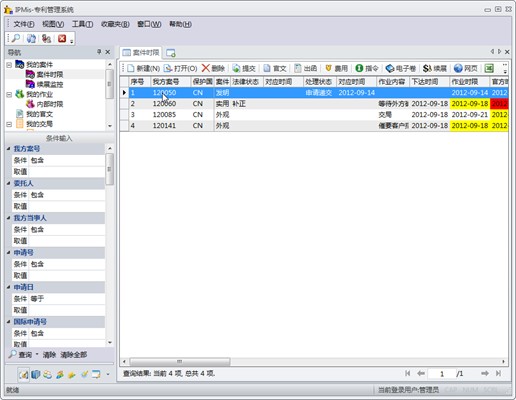 IPMis-专利管理系统
文件(F) 视图(V) 工具(T) 收藏夹(B) 窗口(W) 帮助(H)
导航
我的案件
案件时限
续展监控
我的作业
内部时限
我的官文
我的交局
条件输入
我方案号
条件 包含
取值
委托人
条件 包含
取值
我方当事人
条件 包含
取值
申请号
条件 包含
取值
申请日
条件 等于
取值
国际申请号
条件 包含
取值
查询 清除 清除全部
案件时限
新建(N) 打开(O) 删除 提交 官文 出函 费用 指令 电子卷 续展 网页
序号 我方案号 保护国 案件 法律状态 对应时间 处理状态 对应时间 作业内容 下达时间 作业时限 官方时
1 120050 CN 发明 申请递交 2012-09-14 2012-09-14 2012-09-14 2012-
2 120060 CN 实用 补正 等待外方 2012-09-18 2012-09-18 2012-
3 120085 CN 外观 交局 2012-09-18 2012-09-21 2012-
4 120141 CN 外观 催要客户 2012-09-18 2012-09-18 2012-
查询结果: 当前 4 项, 总共 4 项.
1 /1
就绪
当前登录用户:管理员
CAP NUM SCRL